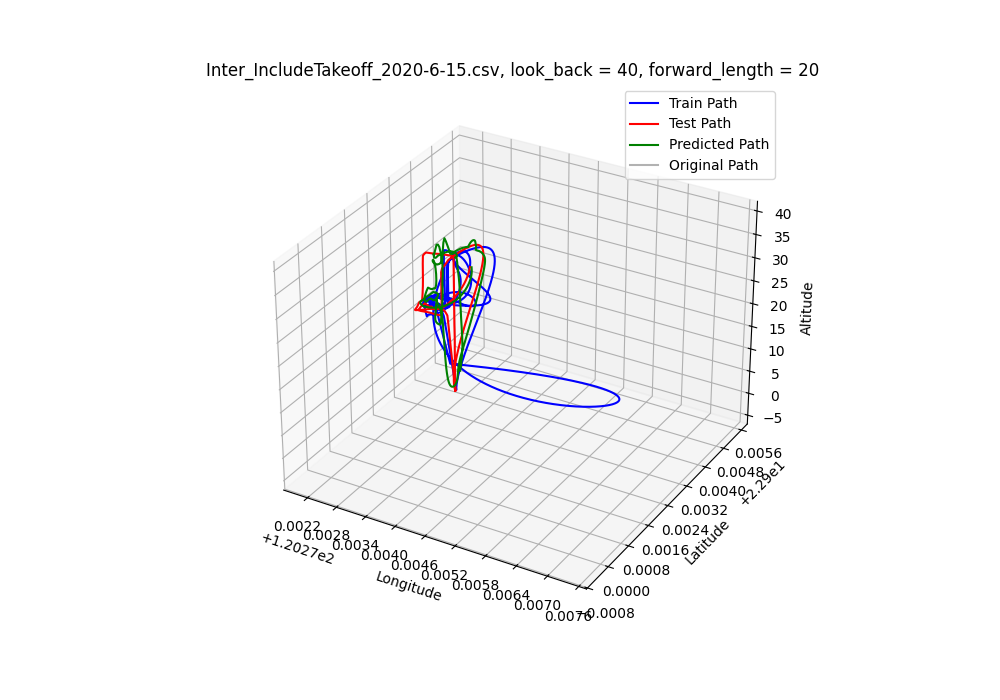 Inter_IncludeTakeoff_2020-6-15.csv, look_back = 40, forward_length = 20
Train Path
Test Path
Predicted Path
Original Path
40
35
30
25
20
15
10
5
0
−5
Altitude
0.0056
0.0048
0.0040
0.0032
0.0024
0.0016
0.0008
0.0000
−0.0008
+2.29e1
Latitude
0.0022
0.0028
0.0034
0.0040
0.0046
0.0052
0.0058
0.0064
0.0070
0.0076
+1.2027e2
Longitude